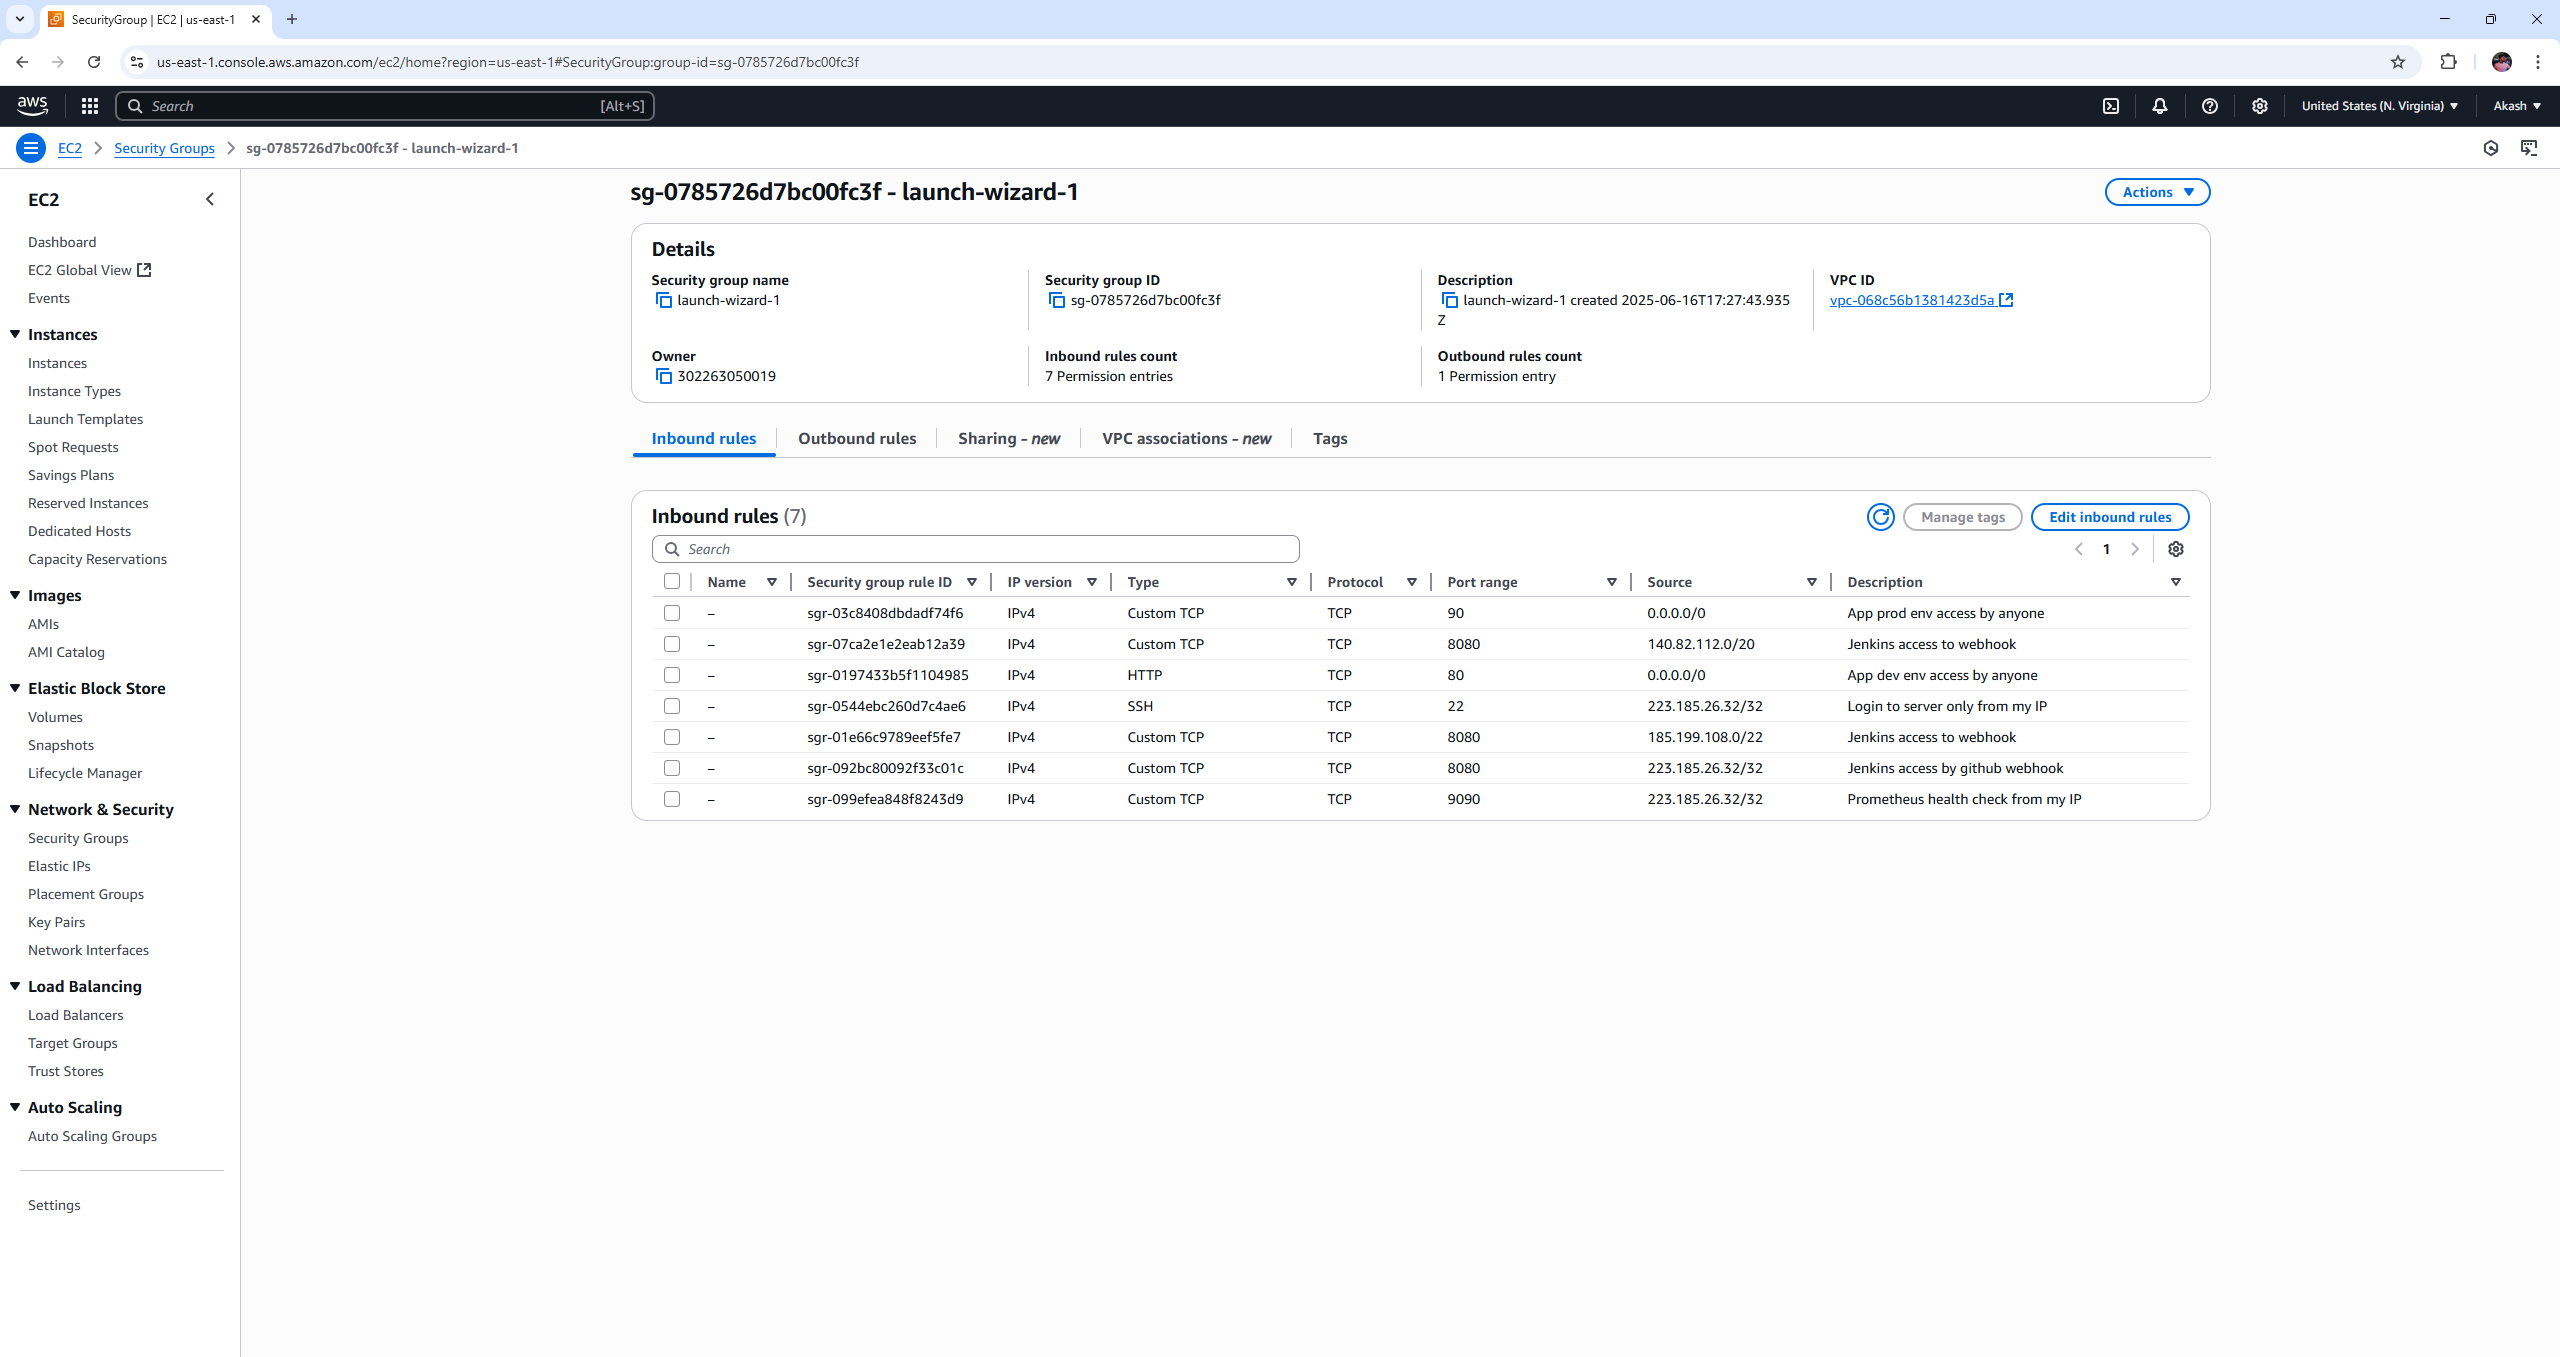 SecurityGroup | EC2 | us-east-1
us-east-1.console.aws.amazon.com/ec2/home?region=us-east-1#SecurityGroup:group-id=sg-0785726d7bc00fc3f
aws Search [Alt+S] United States (N. Virginia) Akash
EC2 Security Groups sg-0785726d7bc00fc3f - launch-wizard-1
EC2
Dashboard
EC2 Global View
Events
Instances
Instances
Instance Types
Launch Templates
Spot Requests
Savings Plans
Reserved Instances
Dedicated Hosts
Capacity Reservations
Images
AMIs
AMI Catalog
Elastic Block Store
Volumes
Snapshots
Lifecycle Manager
Network & Security
Security Groups
Elastic IPs
Placement Groups
Key Pairs
Network Interfaces
Load Balancing
Load Balancers
Target Groups
Trust Stores
Auto Scaling
Auto Scaling Groups
Settings
sg-0785726d7bc00fc3f - launch-wizard-1 Actions
Details
Security group name Security group ID Description VPC ID
launch-wizard-1 sg-0785726d7bc00fc3f launch-wizard-1 created 2025-06-16T17:27:43.935 vpc-068c56b1381423d5a
Z
Owner Inbound rules count Outbound rules count
302263050019 7 Permission entries 1 Permission entry
Inbound rules Outbound rules Sharing - new VPC associations - new Tags
Inbound rules (7) Manage tags Edit inbound rules
Search 1
Name Security group rule ID IP version Type Protocol Port range Source Description
– sgr-03c8408dbdadf74f6 IPv4 Custom TCP TCP 90 0.0.0.0/0 App prod env access by anyone
– sgr-07ca2e1e2eab12a39 IPv4 Custom TCP TCP 8080 140.82.112.0/20 Jenkins access to webhook
– sgr-0197433b5f1104985 IPv4 HTTP TCP 80 0.0.0.0/0 App dev env access by anyone
– sgr-0544ebc260d7c4ae6 IPv4 SSH TCP 22 223.185.26.32/32 Login to server only from my IP
– sgr-01e66c9789eef5fe7 IPv4 Custom TCP TCP 8080 185.199.108.0/22 Jenkins access to webhook
– sgr-092bc80092f33c01c IPv4 Custom TCP TCP 8080 223.185.26.32/32 Jenkins access by github webhook
– sgr-099efea848f8243d9 IPv4 Custom TCP TCP 9090 223.185.26.32/32 Prometheus health check from my IP